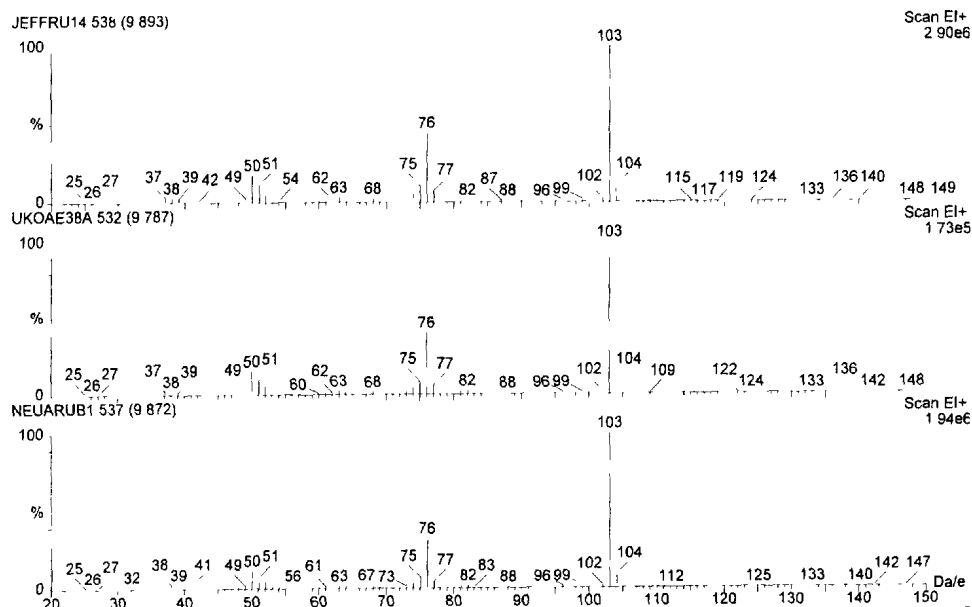 JEFFRU14 538 (9 893)
Scan EI+
2 90e6
103
100
%
76
25 26 27 37 38 39 39 42 49 50 51 54 62 63 68 75 77 82 87 88 96 99 102 104 115 117 119 124 133 136 140 148 149
0
UKOAE38A 532 (9 787)
Scan EI+
1 73e5
103
100
%
76
25 26 27 37 38 39 49 50 51 60 62 63 68 75 77 82 88 96 99 102 104 109 122 124 133 136 142 148
0
NEUARUB1 537 (9 872)
Scan EI+
1 94e6
103
100
%
76
25 26 27 32 38 39 41 49 50 51 56 61 63 67 73 75 77 82 83 88 96 99 102 104 112 125 133 140 142 147
0
Da/e
20 30 40 50 60 70 80 90 100 110 120 130 140 150